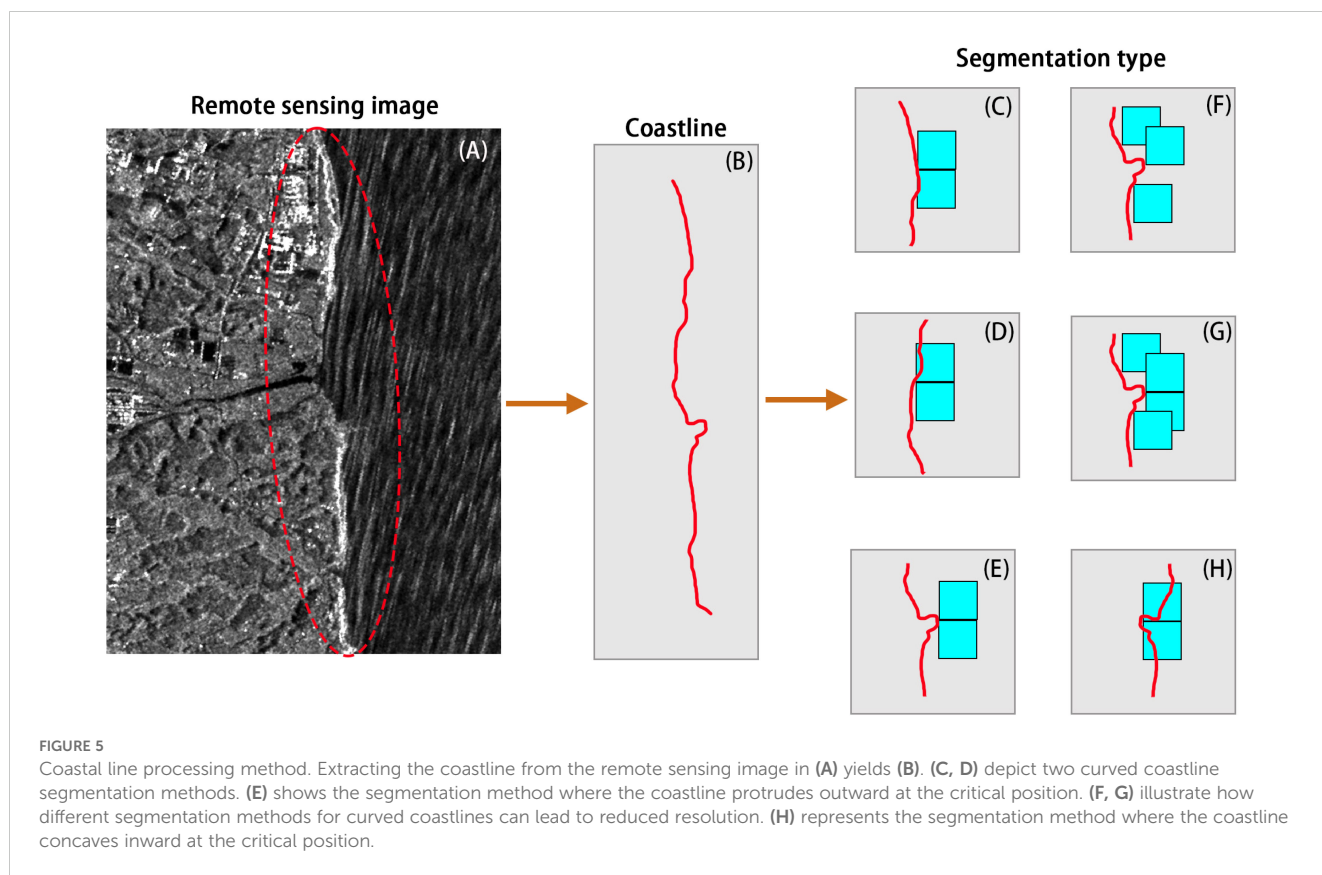 Segmentation type
Remote sensing image
Coastline
(A)
(B)
(C)
(F)
(D)
(G)
(E)
(H)
FIGURE 5
Coastal line processing method. Extracting the coastline from the remote sensing image in (A) yields (B). (C, D) depict two curved coastline
segmentation methods. (E) shows the segmentation method where the coastline protrudes outward at the critical position. (F, G) illustrate how
different segmentation methods for curved coastlines can lead to reduced resolution. (H) represents the segmentation method where the coastline
concaves inward at the critical position.